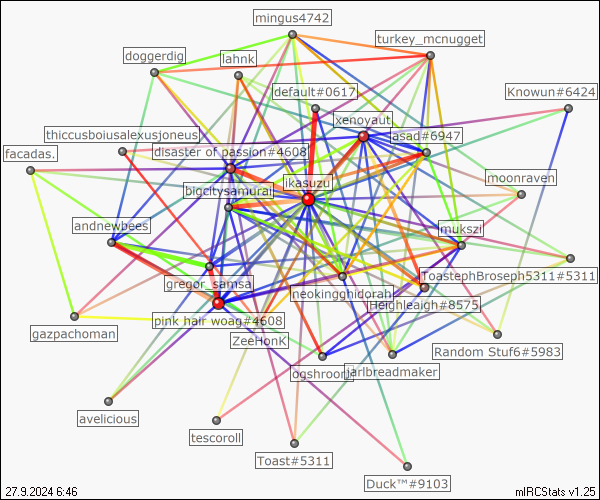 mingus4742
turkey_mcnugget
doggerdig
lahnk
default#0617
Knowun#6424
xenoyaut
thiccusboiusalexusjoneus
asad#6947
facadas.
disaster of passion#4608
ikasuzu
moonraven
bigcitysamurai
andnewbees
mukszi
ToastephBroseph5311#5311
gregor_samsa
neokingghidorah
Heighleaigh#8575
pink hair woag#4608
gazpachoman
ZeeHonK
Random Stuf6#5983
ogshroom
jarlbreadmaker
avelicious
tescoroll
Toast#5311
Duck™#9103
27.9.2024 6:46
mIRCStats v1.25